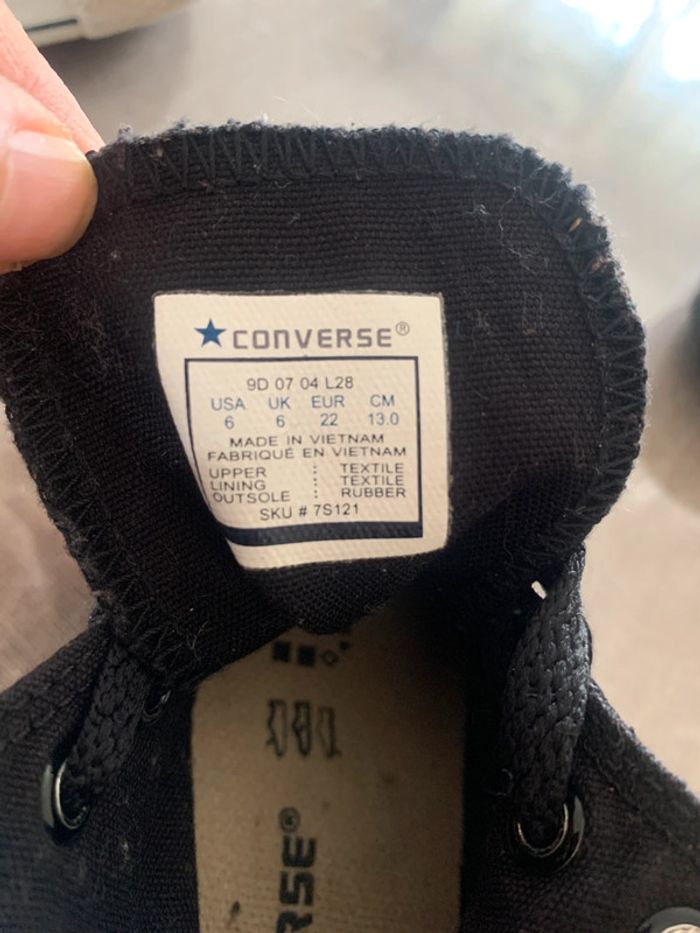 CONVERSE®
9D 07 04 L28
USA UK EUR CM
6 6 22 13.0
MADE IN VIETNAM
FABRIQUÉ EN VIETNAM
UPPER : TEXTILE
LINING : TEXTILE
OUTSOLE : RUBBER
SKU # 7S121
RSE®